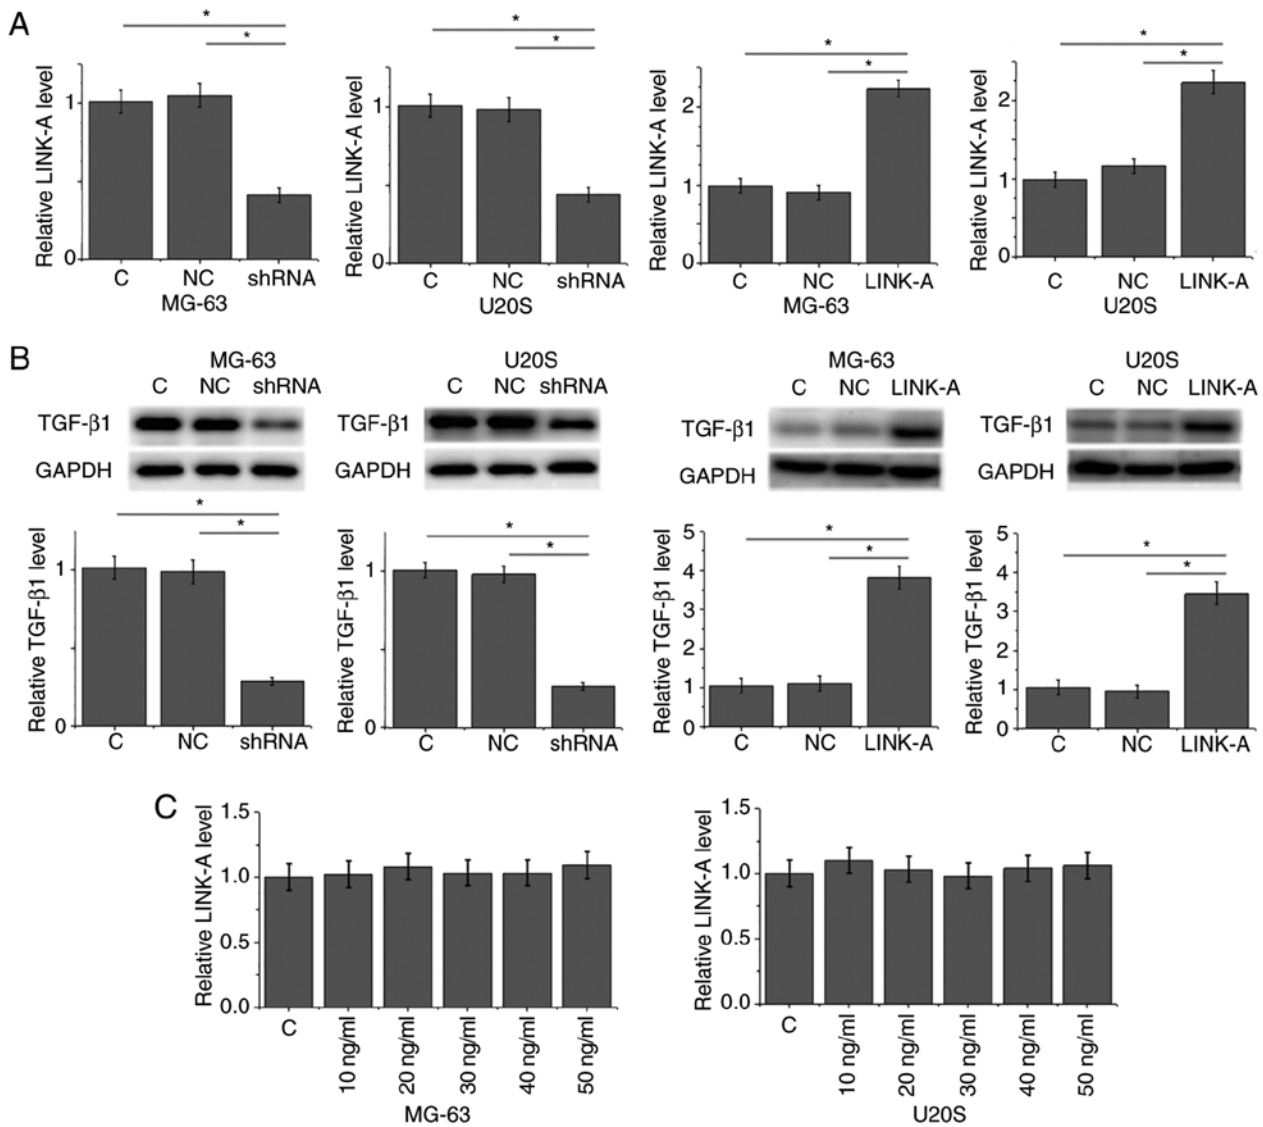 A
* * * *
* * * *
Relative LINK-A level
1
0
C NC shRNA
MG-63
Relative LINK-A level
1
0
C NC shRNA
U20S
Relative LINK-A level
2
1
0
C NC LINK-A
MG-63
Relative LINK-A level
2
1
0
C NC LINK-A
U20S
B
MG-63
C NC shRNA
TGF-β1
GAPDH
U20S
C NC shRNA
TGF-β1
GAPDH
MG-63
C NC LINK-A
TGF-β1
GAPDH
U20S
C NC LINK-A
TGF-β1
GAPDH
* * * *
* * * *
Relative TGF-β1 level
1
0
C NC shRNA
Relative TGF-β1 level
1
0
C NC shRNA
Relative TGF-β1 level
5
4
3
2
1
0
C NC LINK-A
Relative TGF-β1 level
5
4
3
2
1
0
C NC LINK-A
C
Relative LINK-A level
1.5
1.0
0.5
0.0
C 10 ng/ml 20 ng/ml 30 ng/ml 40 ng/ml 50 ng/ml
MG-63
Relative LINK-A level
1.5
1.0
0.5
0.0
C 10 ng/ml 20 ng/ml 30 ng/ml 40 ng/ml 50 ng/ml
U20S